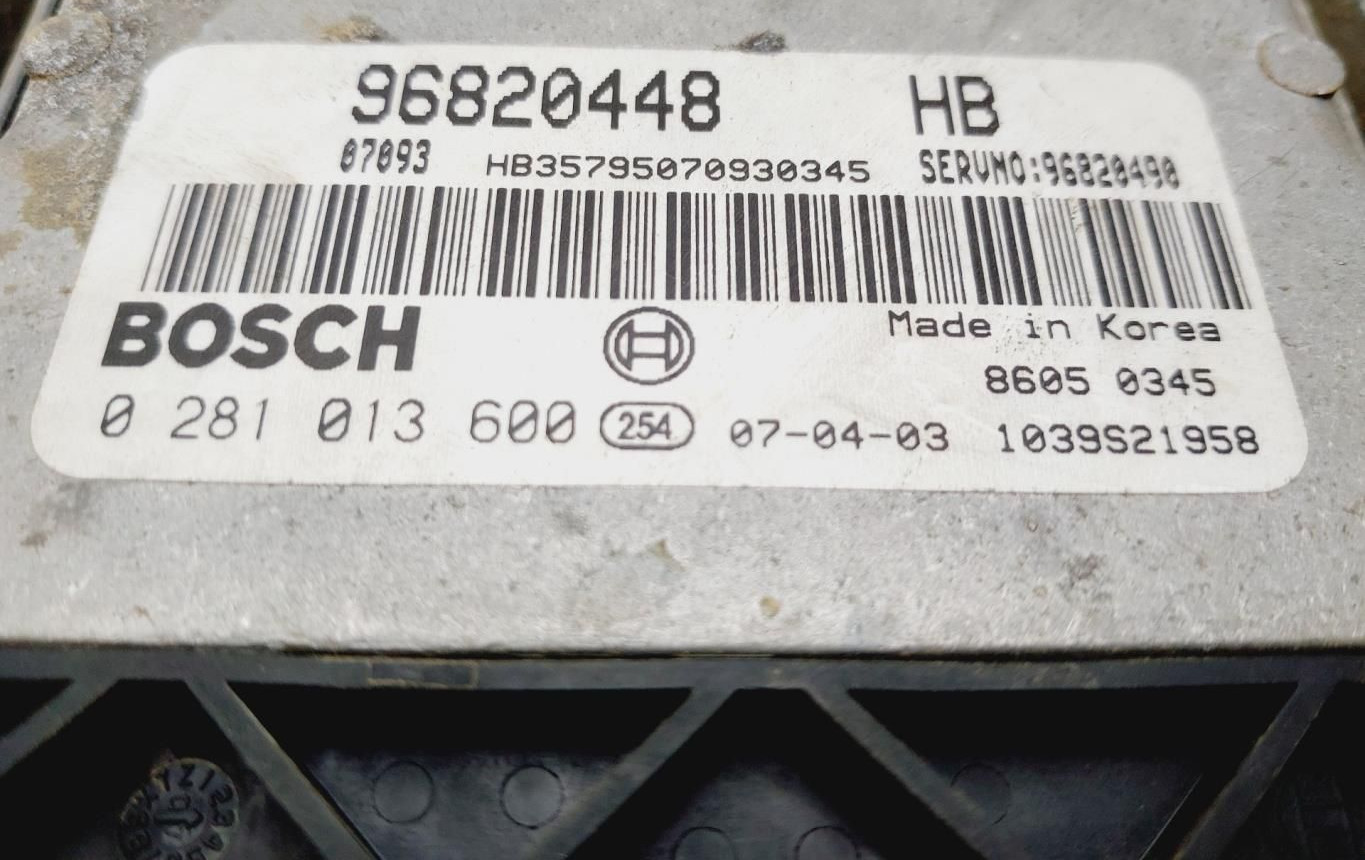 96820448 HB
07093 HB35795070930345 SERVNO:96820490
BOSCH
Made in Korea
8605 0345
0 281 013 600 254 07-04-03 1039S21958